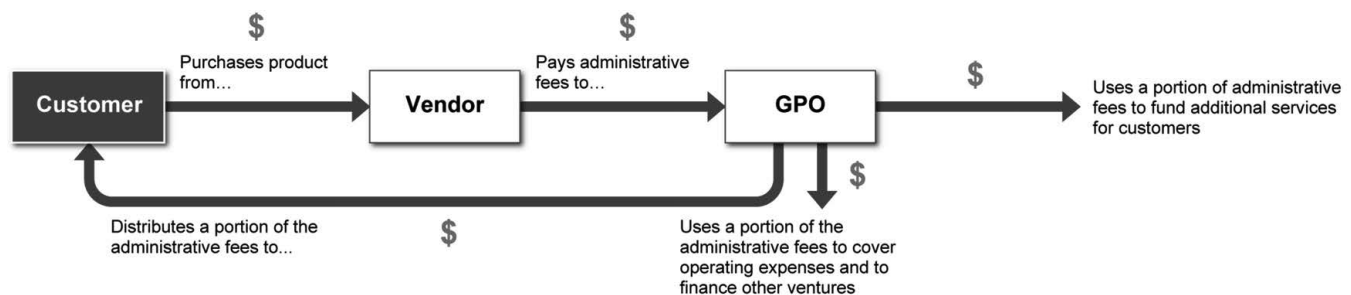 $
$
Purchases product
from...
Pays administrative
fees to...
$
Customer
Vendor
GPO
Uses a portion of administrative
fees to fund additional services
for customers
$
Distributes a portion of the
administrative fees to...
$
Uses a portion of the
administrative fees to cover
operating expenses and to
finance other ventures